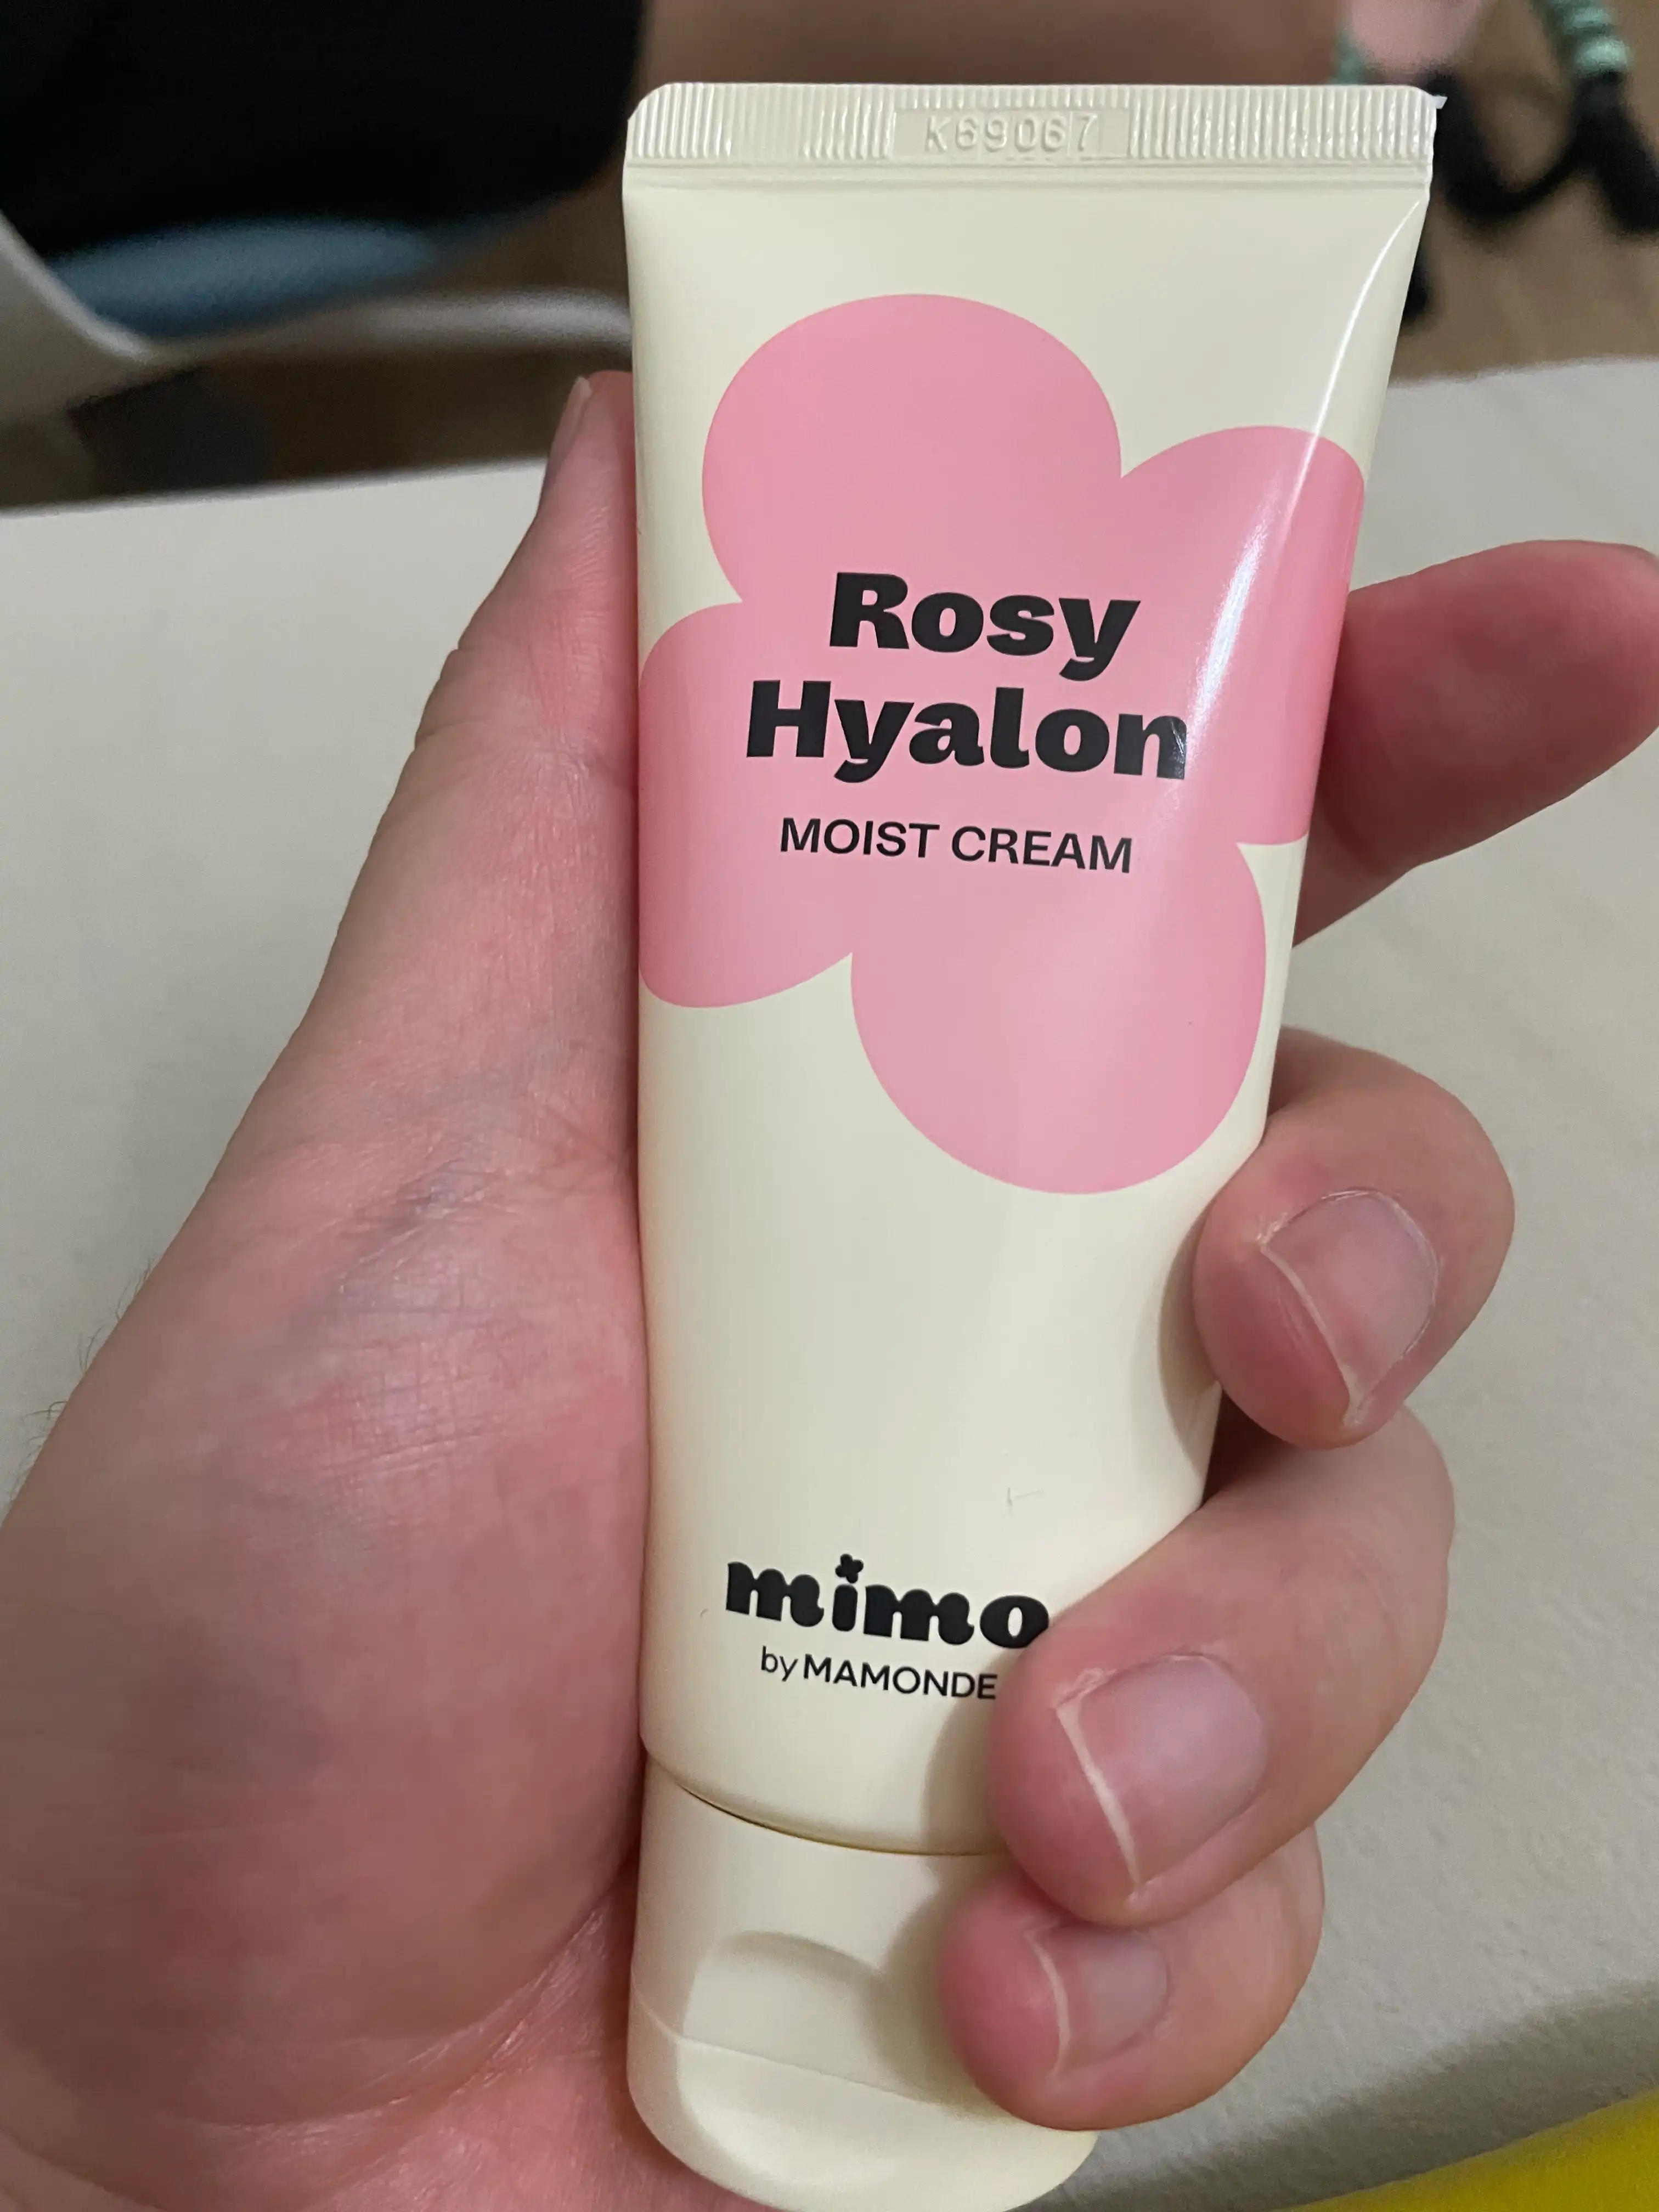 K69067
Rosy
Hyalon
MOIST CREAM
mimo
by MAMONDE